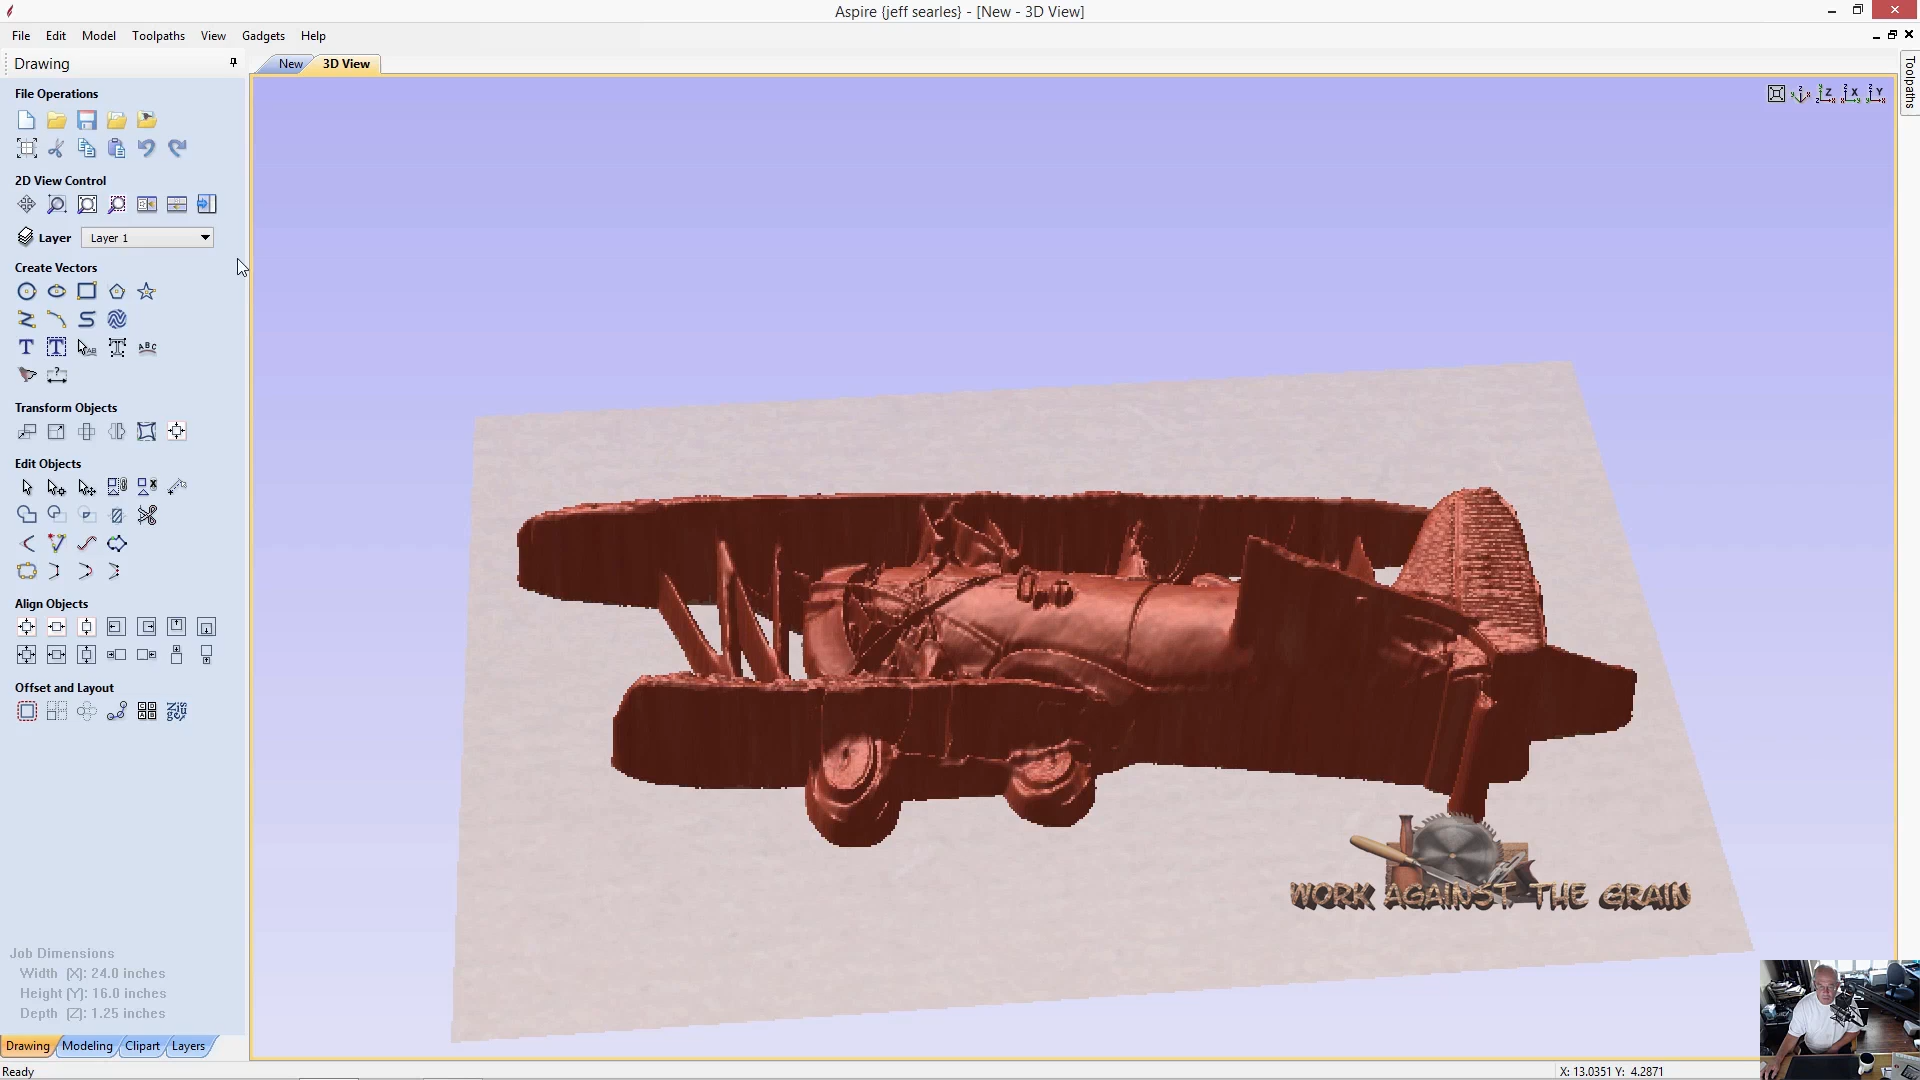 Aspire {jeff searles} - [New - 3D View]
File Edit Model Toolpaths View Gadgets Help
Drawing
New 3D View
Toolpaths
File Operations
2D View Control
Layer Layer 1
Create Vectors
Transform Objects
Edit Objects
Align Objects
Offset and Layout
WORK AGAINST THE GRAIN
Job Dimensions
Width (X): 24.0 inches
Height (Y): 16.0 inches
Depth (Z): 1.25 inches
Drawing Modeling Clipart Layers
Ready X: 13.0351 Y: 4.2871